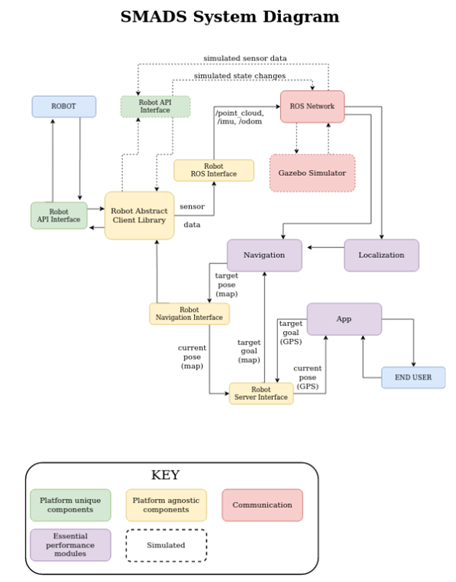 SMADS System Diagram
simulated sensor data
simulated state changes
ROBOT
Robot API
Interface
/point_cloud,
/imu, /odom
ROS Network
Robot
ROS Interface
Gazebo Simulator
Robot
API Interface
Robot Abstract
Client Library
sensor
data
Navigation
Localization
target
pose
(map)
Robot
Navigation Interface
target
goal
(GPS)
App
current
pose
(map)
target
goal
(map)
current
pose
(GPS)
END USER
Robot
Server Interface
KEY
Platform unique
components
Platform agnostic
components
Communication
Essential
performance
modules
Simulated